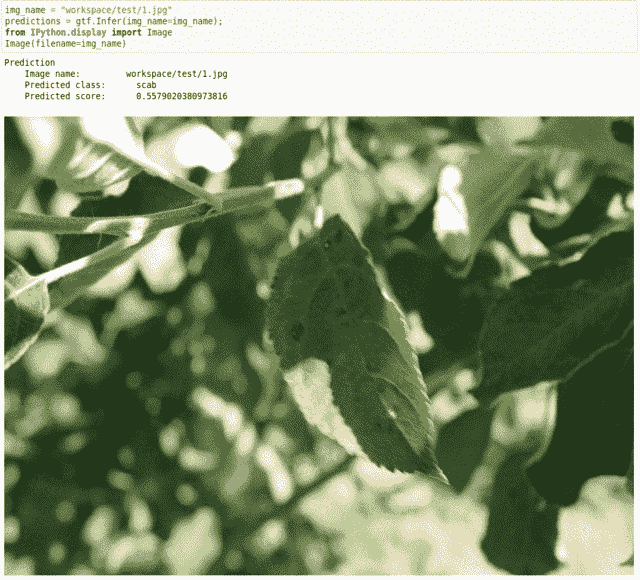 img_name = "workspace/test/1.jpg"
predictions = gtf.Infer(img_name=img_name);
from IPython.display import Image
Image(filename=img_name)
Prediction
Image name: workspace/test/1.jpg
Predicted class: scab
Predicted score: 0.5579020380973816